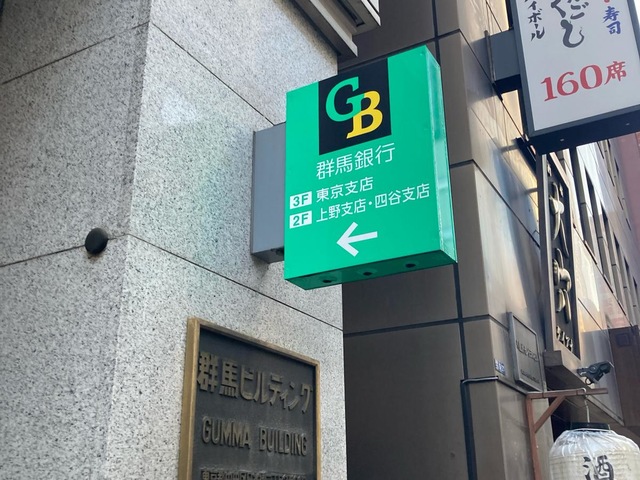 GB
群馬銀行
3F 東京支店
2F 上野支店・四谷支店
←
群馬ビルディング
GUMMA BUILDING
寿司
160席
酒